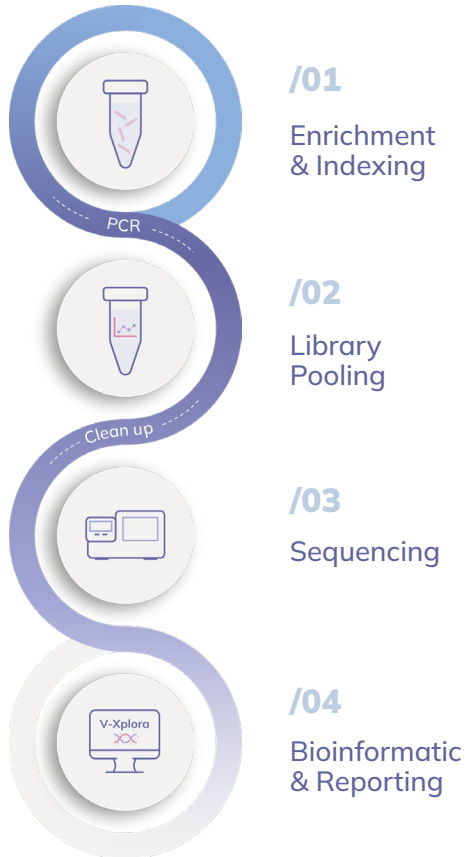 /01
Enrichment
& Indexing
PCR
/02
Library
Pooling
Clean up
/03
Sequencing
/04
V-Xplora
Bioinformatic
& Reporting